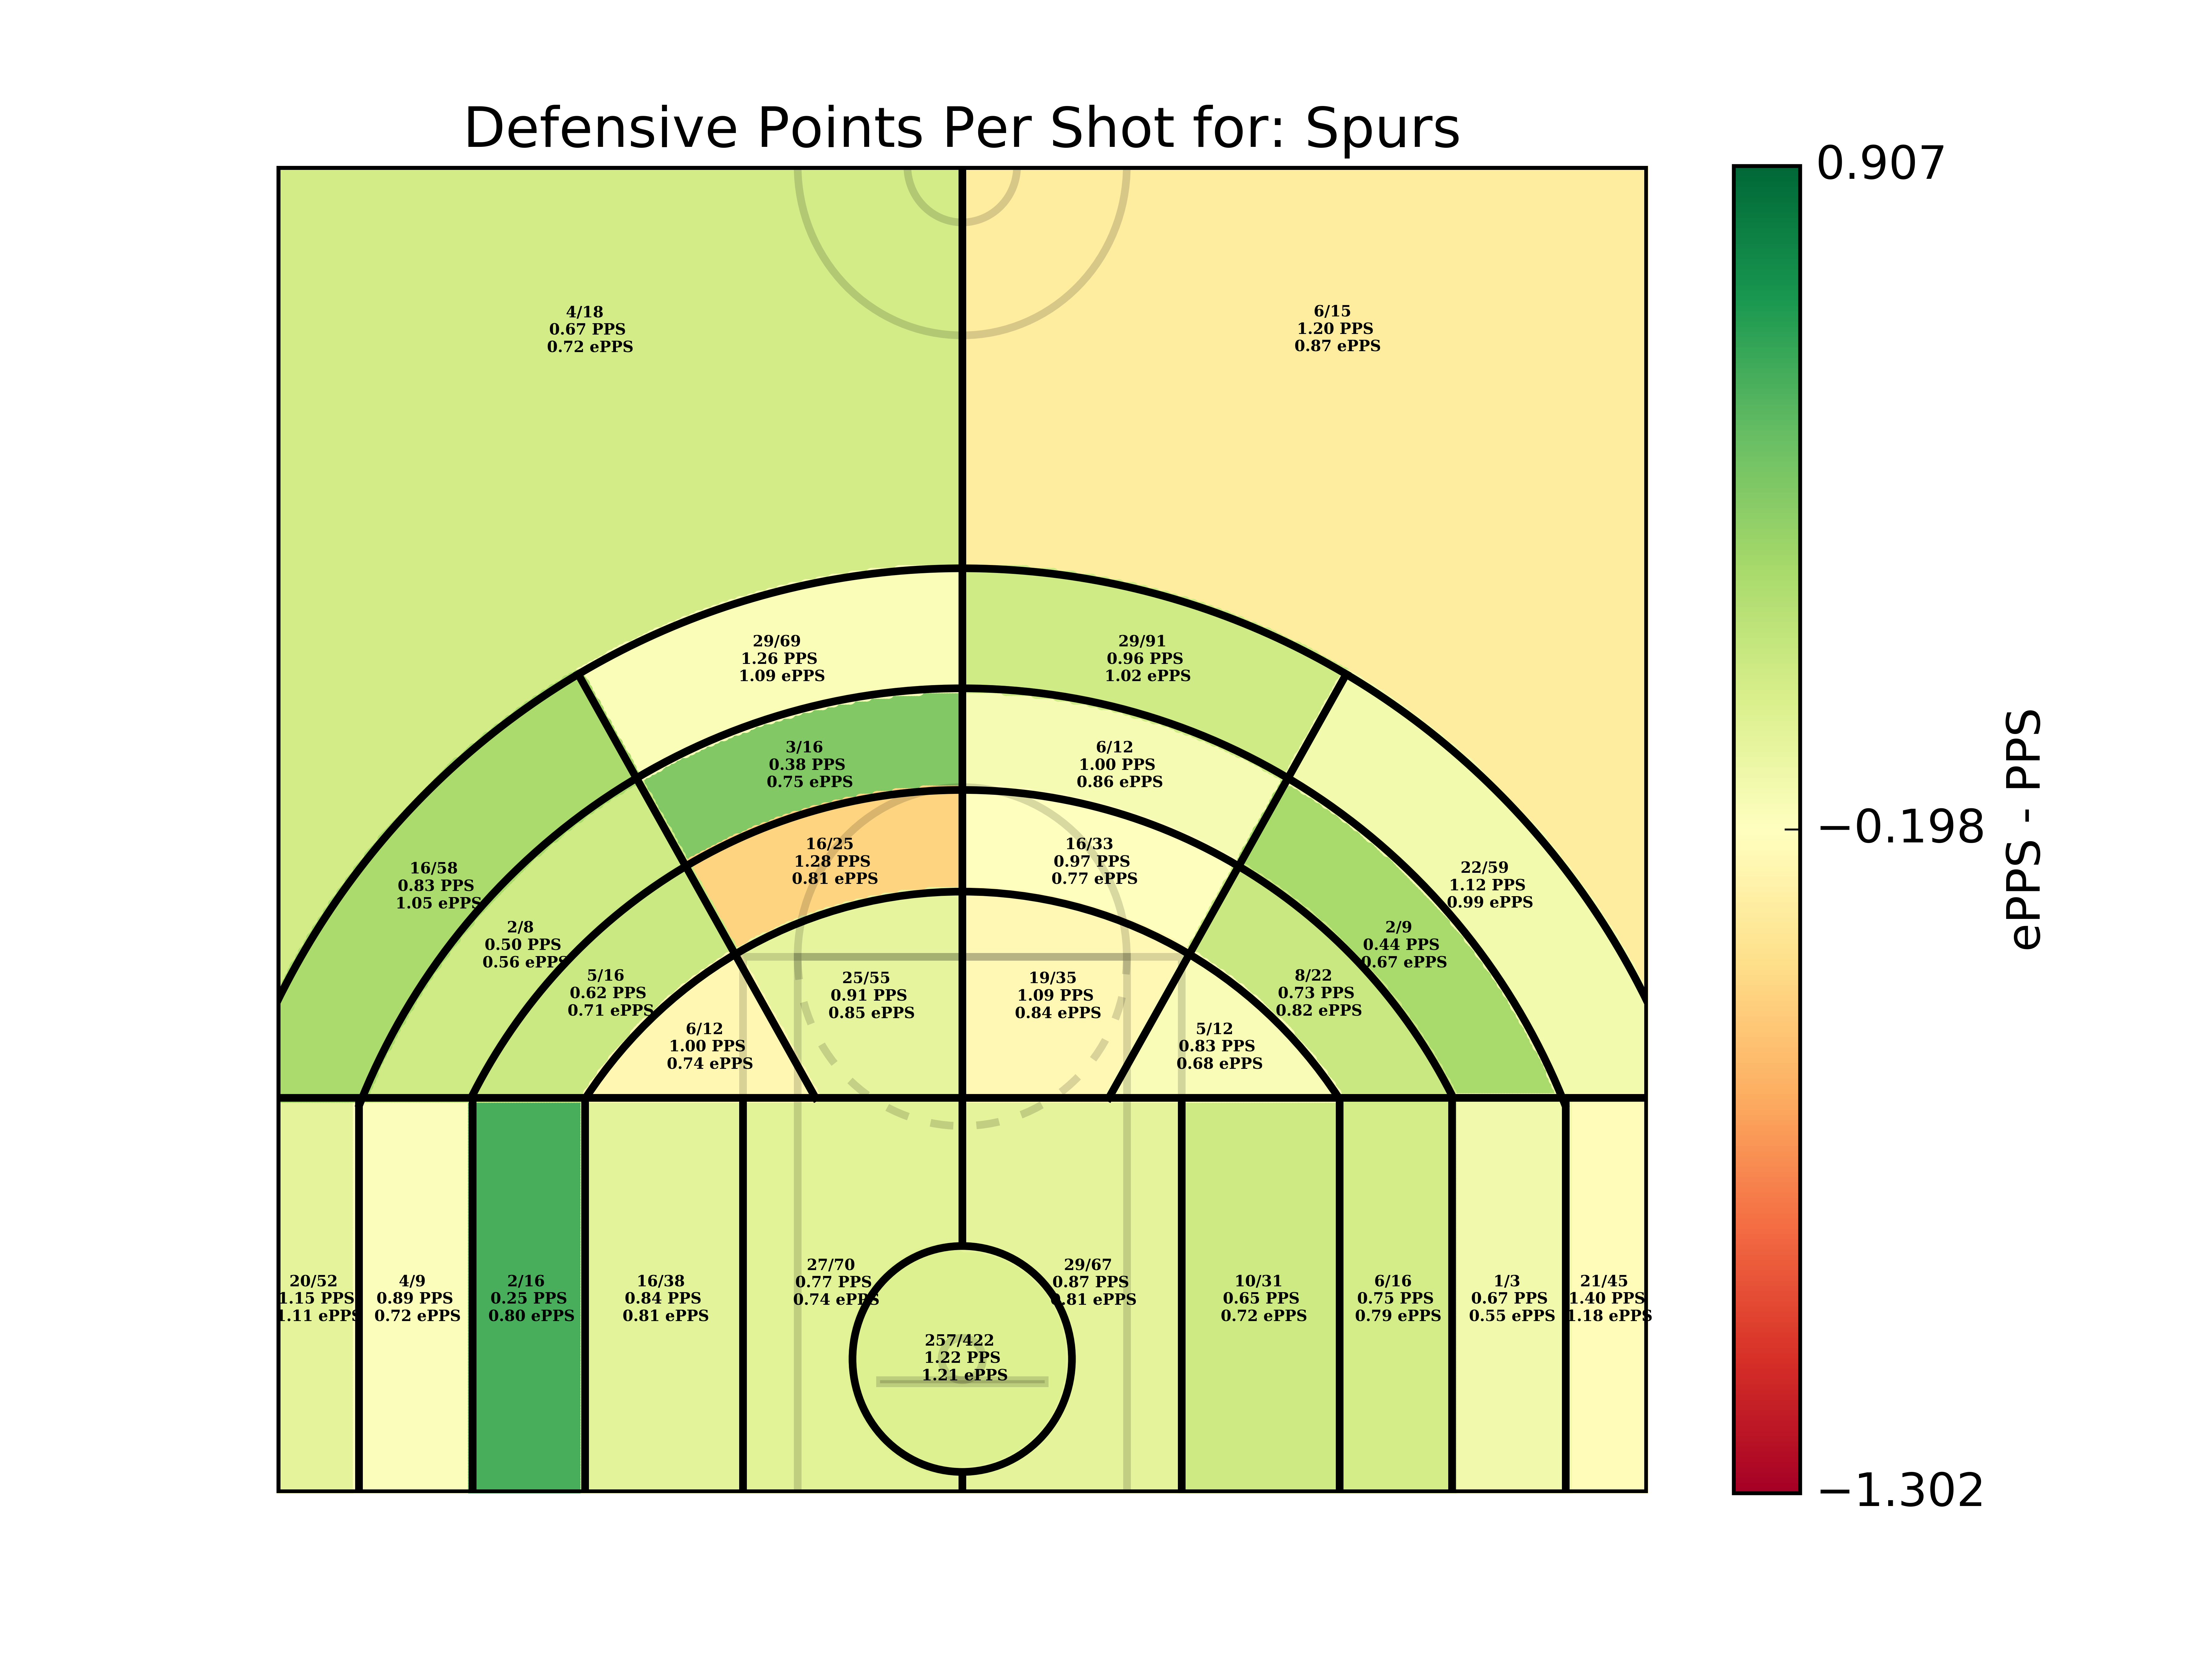 Defensive Points Per Shot for: Spurs
0.907
−0.198
−1.302
ePPS - PPS
4/18
0.67 PPS
0.72 ePPS
6/15
1.20 PPS
0.87 ePPS
29/69
1.26 PPS
1.09 ePPS
29/91
0.96 PPS
1.02 ePPS
3/16
0.38 PPS
0.75 ePPS
6/12
1.00 PPS
0.86 ePPS
16/25
1.28 PPS
0.81 ePPS
16/33
0.97 PPS
0.77 ePPS
16/58
0.83 PPS
1.05 ePPS
22/59
1.12 PPS
0.99 ePPS
2/8
0.50 PPS
0.56 ePPS
2/9
0.44 PPS
0.67 ePPS
5/16
0.62 PPS
0.71 ePPS
25/55
0.91 PPS
0.85 ePPS
19/35
1.09 PPS
0.84 ePPS
8/22
0.73 PPS
0.82 ePPS
6/12
1.00 PPS
0.74 ePPS
5/12
0.83 PPS
0.68 ePPS
20/52
1.15 PPS
1.11 ePPS
4/9
0.89 PPS
0.72 ePPS
2/16
0.25 PPS
0.80 ePPS
16/38
0.84 PPS
0.81 ePPS
27/70
0.77 PPS
0.74 ePPS
29/67
0.87 PPS
0.81 ePPS
10/31
0.65 PPS
0.72 ePPS
6/16
0.75 PPS
0.79 ePPS
1/3
0.67 PPS
0.55 ePPS
21/45
1.40 PPS
1.18 ePPS
257/422
1.22 PPS
1.21 ePPS